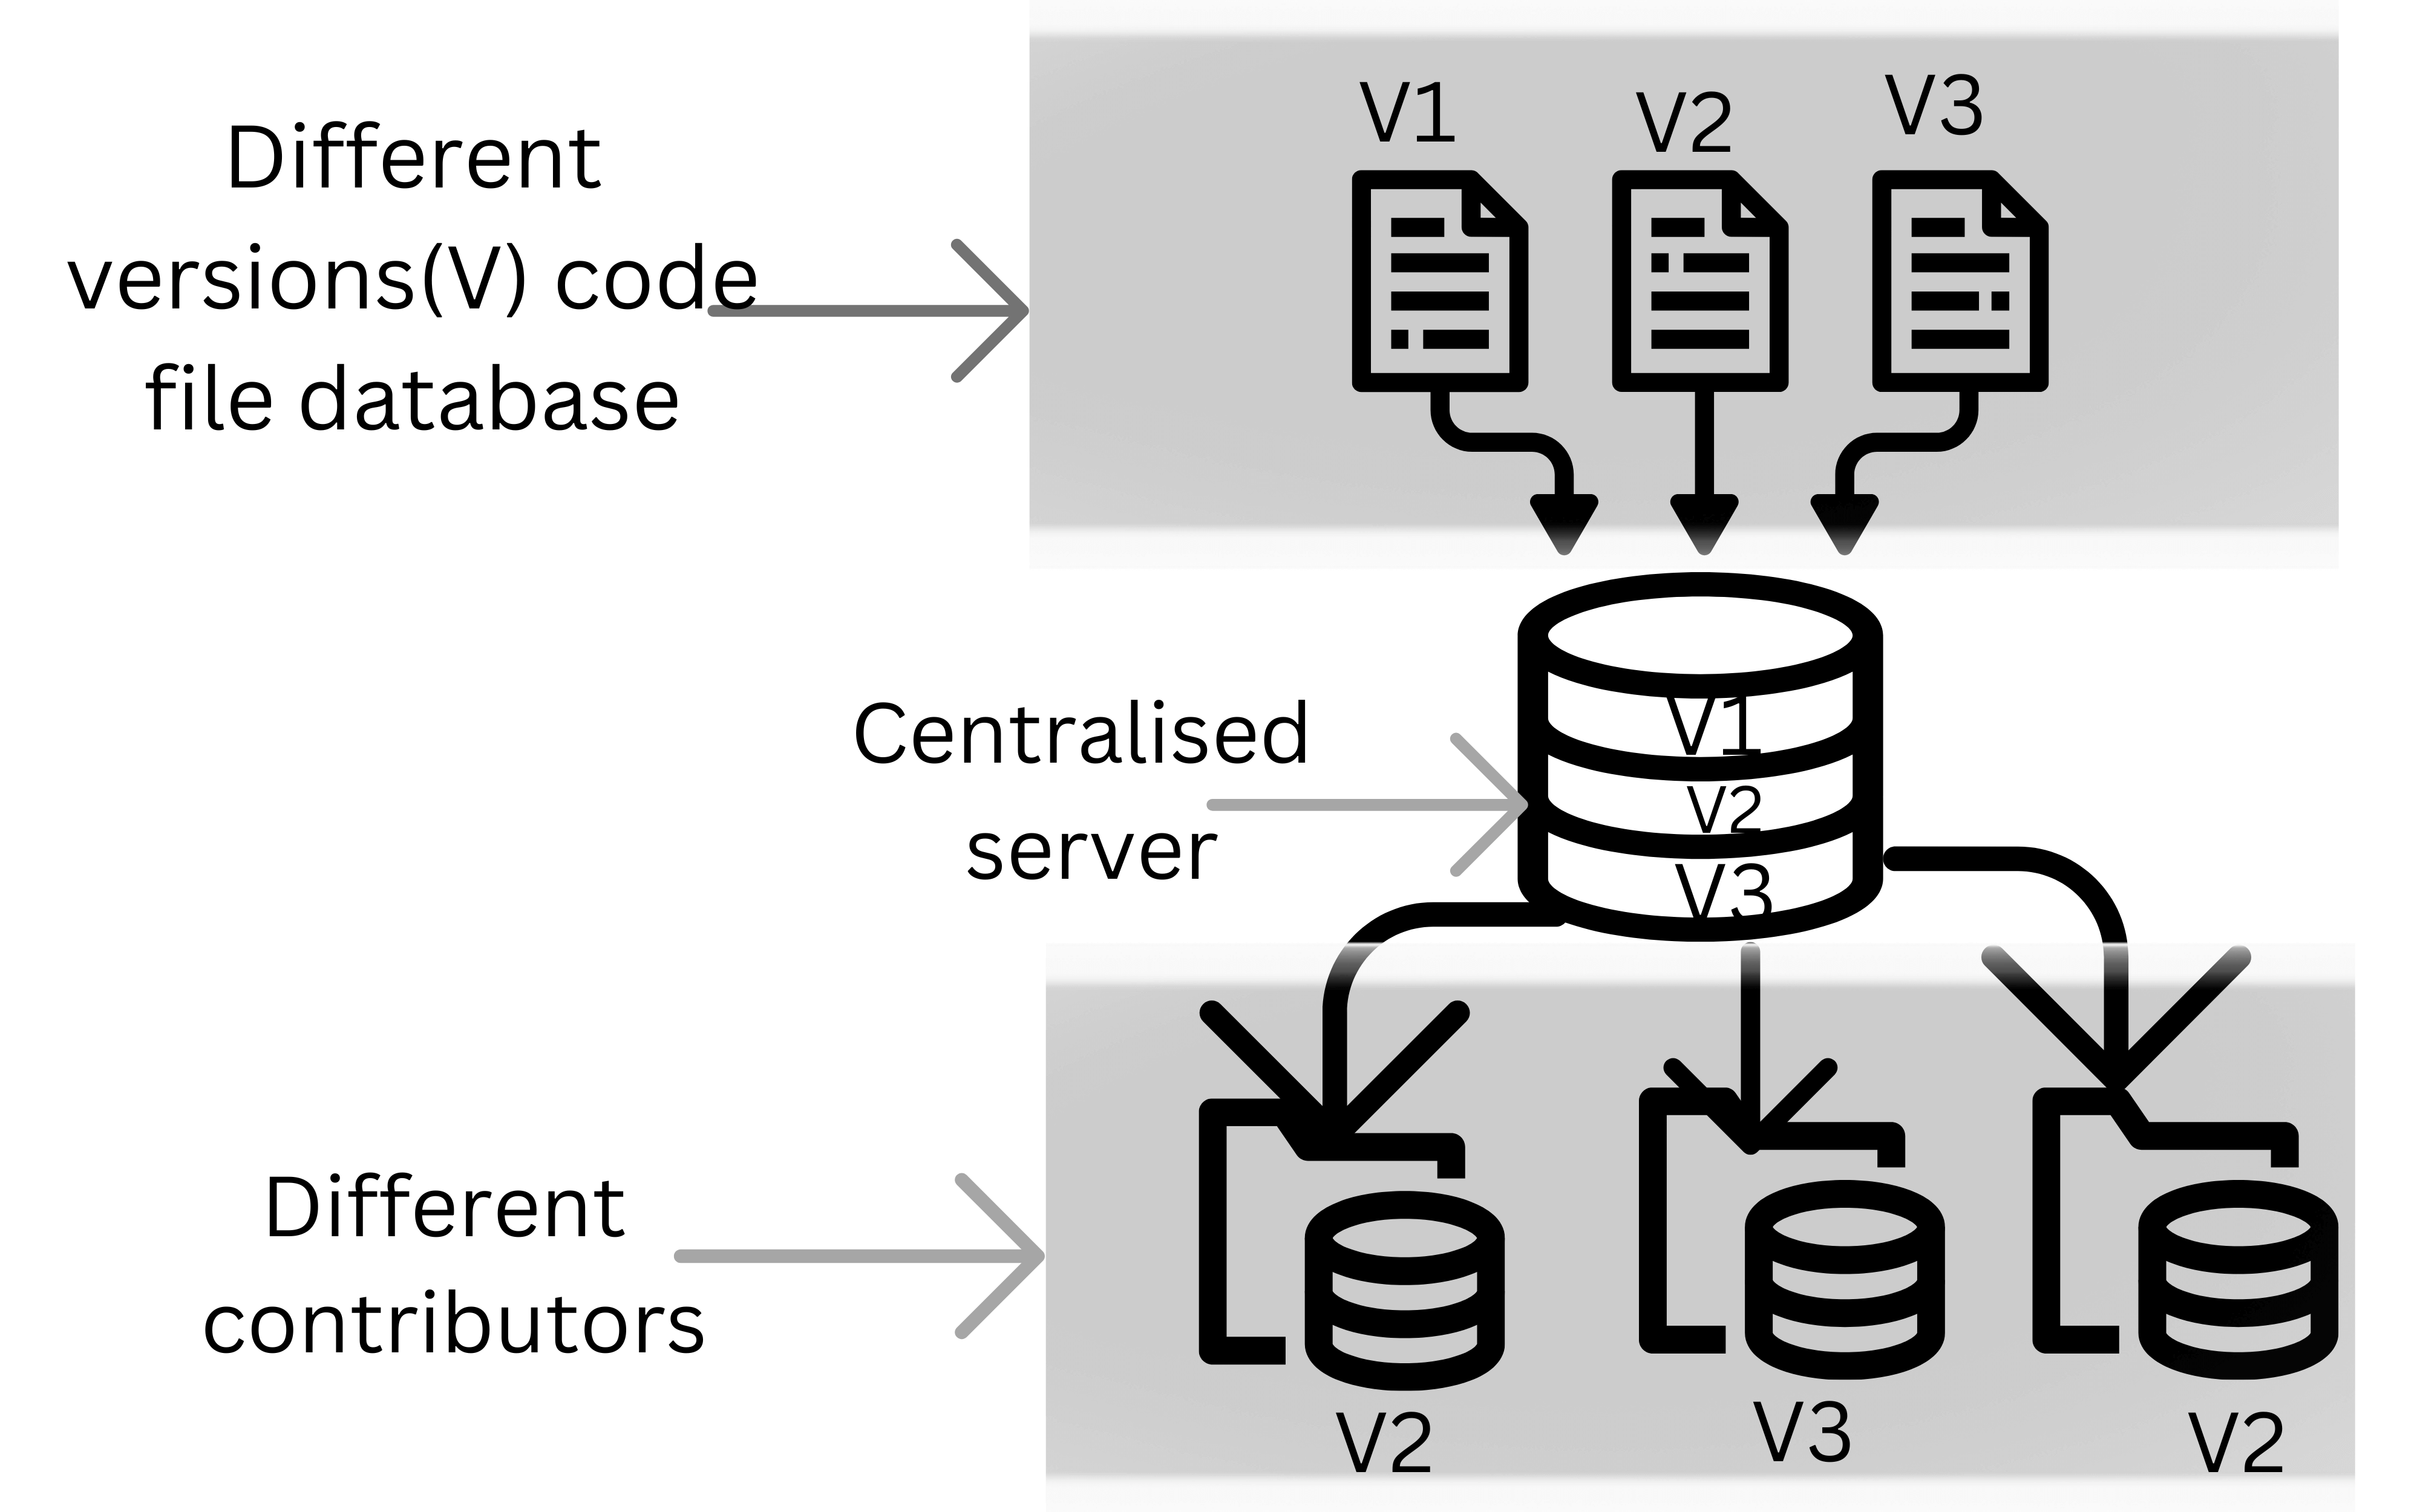 V1 V2 V3
Different
versions(V) code
file database
V1
Centralised
V2
server
V3
Different
contributors
V2 V3 V2